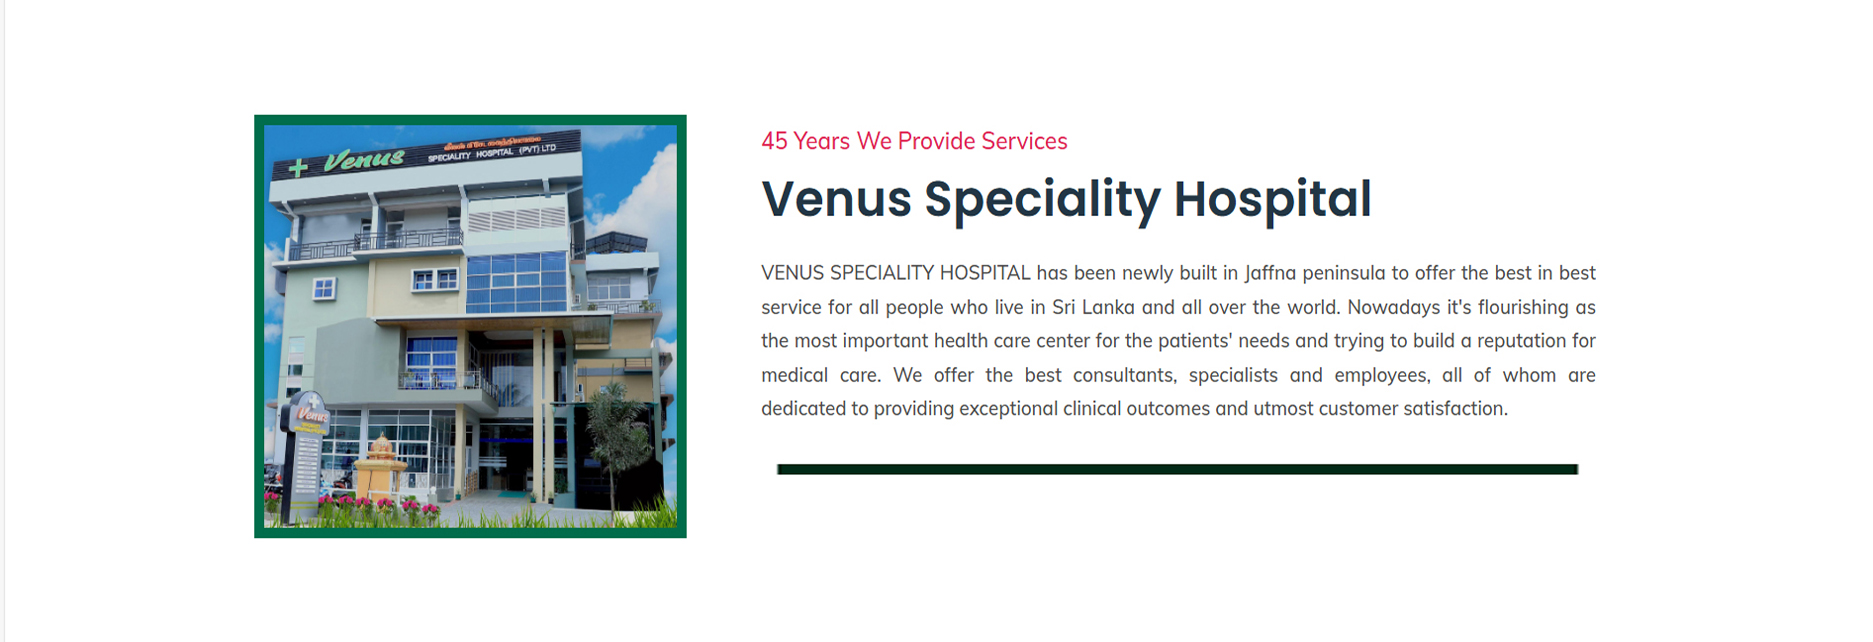 45 Years We Provide Services
Venus Speciality Hospital
VENUS SPECIALITY HOSPITAL has been newly built in Jaffna peninsula to offer the best in best
service for all people who live in Sri Lanka and all over the world. Nowadays it's flourishing as
the most important health care center for the patients' needs and trying to build a reputation for
medical care. We offer the best consultants, specialists and employees, all of whom are
dedicated to providing exceptional clinical outcomes and utmost customer satisfaction.
Venus
SPECIALITY HOSPITAL (PVT) LTD
Venus